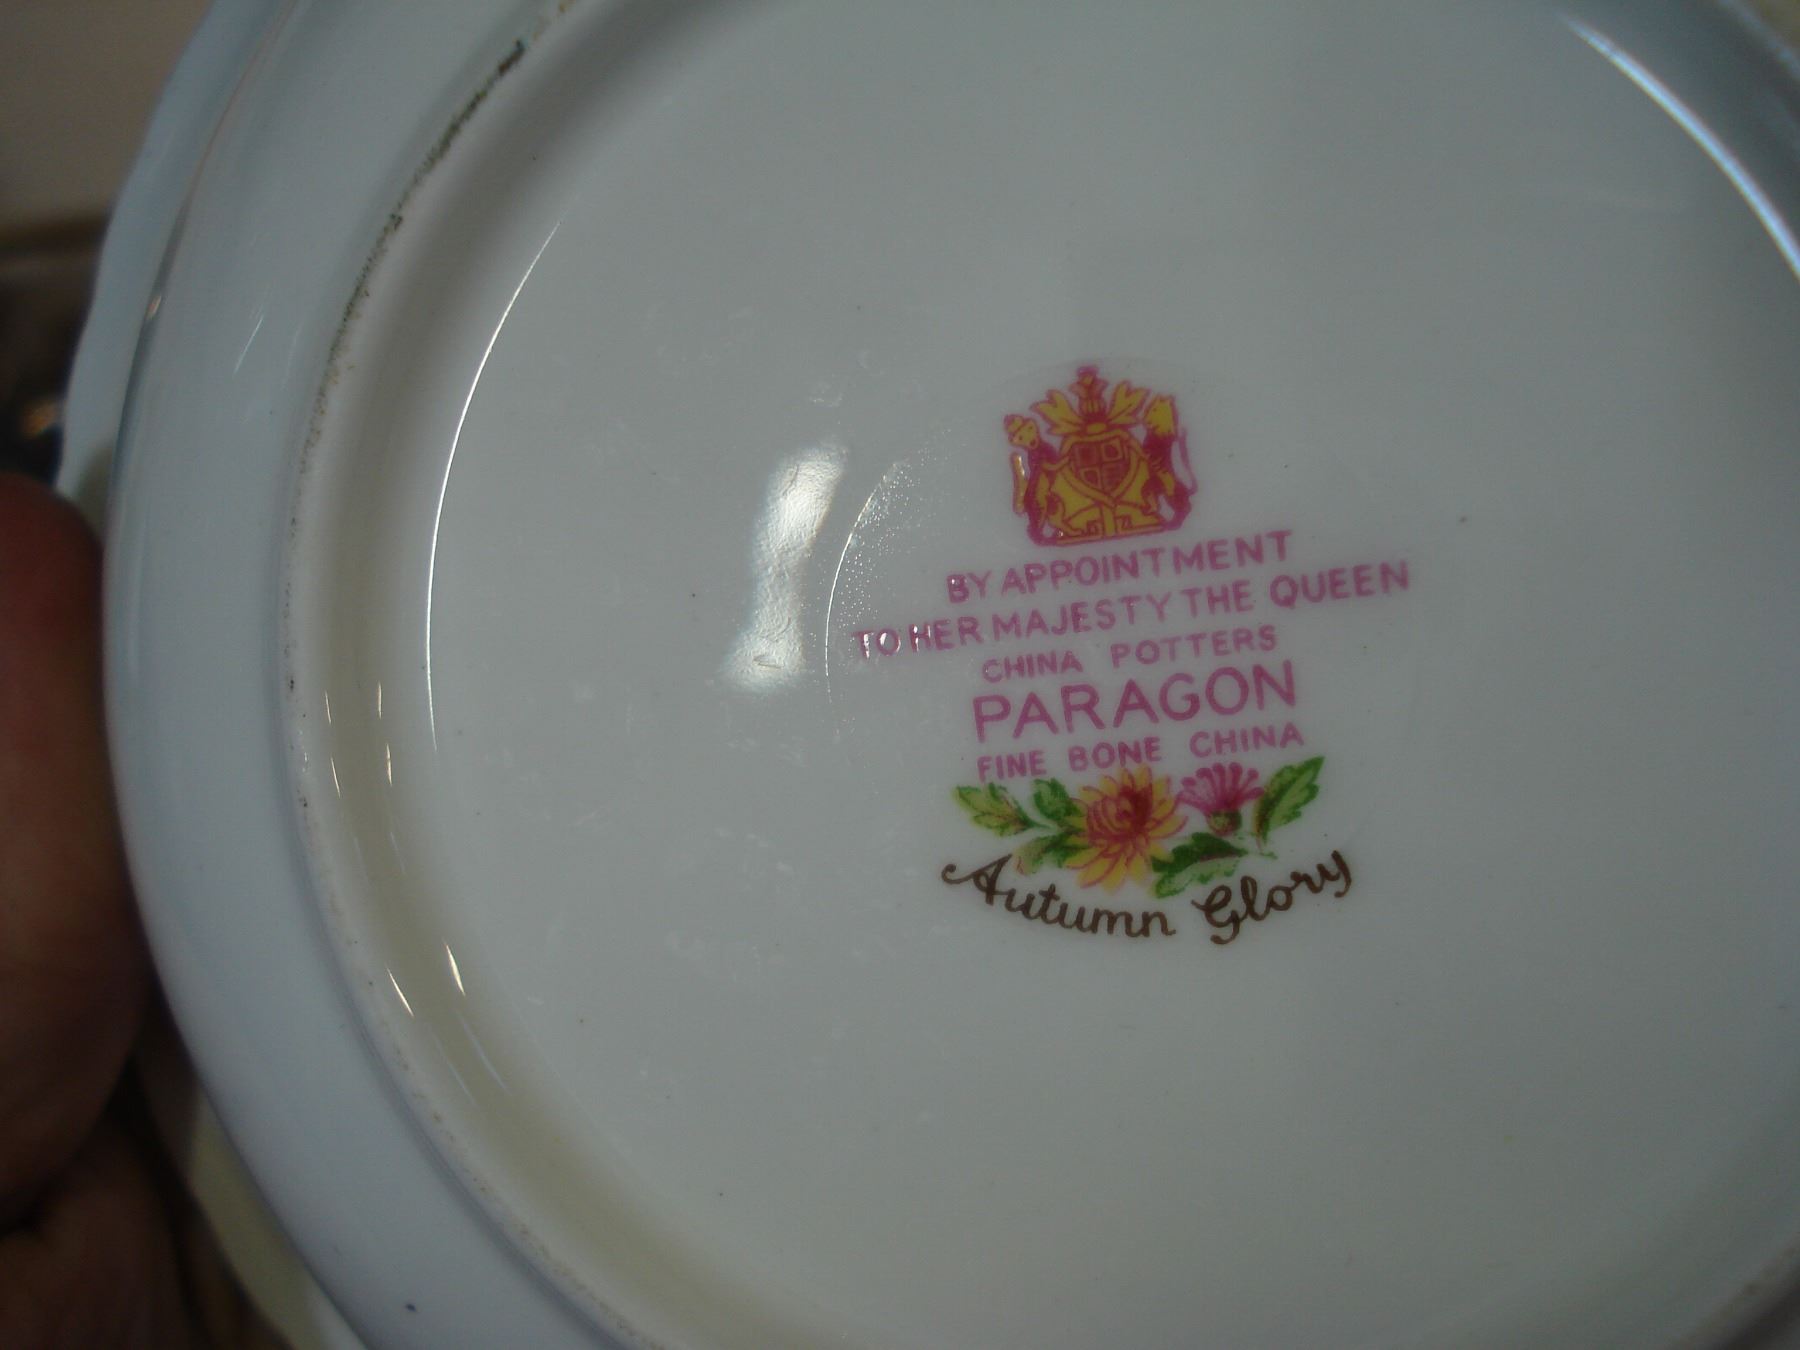 BY APPOINTMENT
TO HER MAJESTY THE QUEEN
CHINA POTTERS
PARAGON
FINE BONE CHINA
Autumn Glory